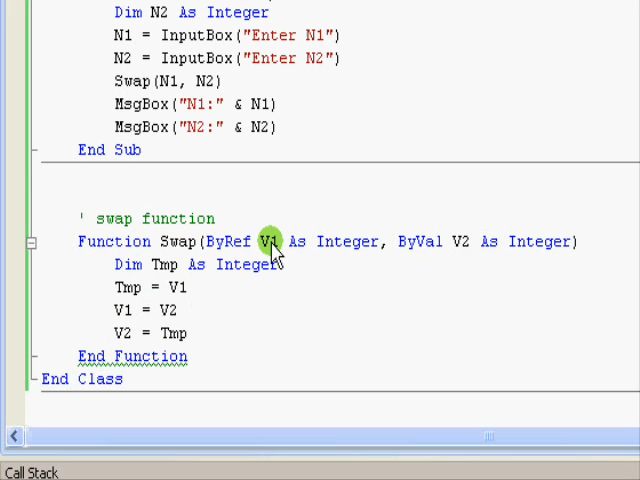 Dim N2 As Integer
N1 = InputBox("Enter N1")
N2 = InputBox("Enter N2")
Swap(N1, N2)
MsgBox("N1:" & N1)
MsgBox("N2:" & N2)
End Sub
' swap function
Function Swap(ByRef V1 As Integer, ByVal V2 As Integer)
Dim Tmp As Integer
Tmp = V1
V1 = V2
V2 = Tmp
End Function
End Class
Call Stack